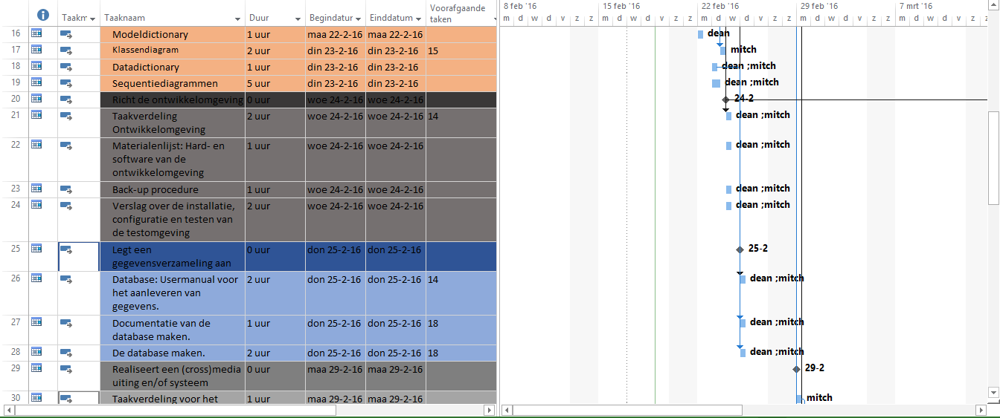 Taakm Taaknaam Duur Begindatur Einddatum Voorafgaande taken
16 Modeldictionary 1 uur maa 22-2-16 maa 22-2-16
17 Klassendiagram 2 uur din 23-2-16 din 23-2-16 15
18 Datadictionary 1 uur din 23-2-16 din 23-2-16
19 Sequentiediagrammen 5 uur din 23-2-16 din 23-2-16
20 Richt de ontwikkelomgeving 0 uur woe 24-2-16 woe 24-2-16
21 Taakverdeling 2 uur woe 24-2-16 woe 24-2-16 14
Ontwikkelomgeving
22 Materialenlijst: Hard- en 1 uur woe 24-2-16 woe 24-2-16
software van de
ontwikkelomgeving
23 Back-up procedure 1 uur woe 24-2-16 woe 24-2-16
24 Verslag over de installatie, 2 uur woe 24-2-16 woe 24-2-16
configuratie en testen van
de testomgeving
25 Legt een 0 uur don 25-2-16 don 25-2-16
gegevensverzameling aan
26 Database: Usermanual voor 2 uur don 25-2-16 don 25-2-16 14
het aanleveren van
gegevens.
27 Documentatie van de 1 uur don 25-2-16 don 25-2-16 18
database maken.
28 De database maken. 2 uur don 25-2-16 don 25-2-16 18
29 Realiseert een (cross)media 0 uur maa 29-2-16 maa 29-2-16
uiting en/of systeem
30 Taakverdeling voor het 1 uur maa 29-2-16 maa 29-2-16
8 feb '16 15 feb '16 22 feb '16 29 feb '16 7 mrt '16
m d w d v z z m d w d v z z m d w d v z z m d w d v z z m d w d v z z
dean
mitch
dean ;mitch
dean ;mitch
24-2
dean ;mitch
dean ;mitch
dean ;mitch
dean ;mitch
25-2
dean ;mitch
dean ;mitch
dean ;mitch
29-2
mitch